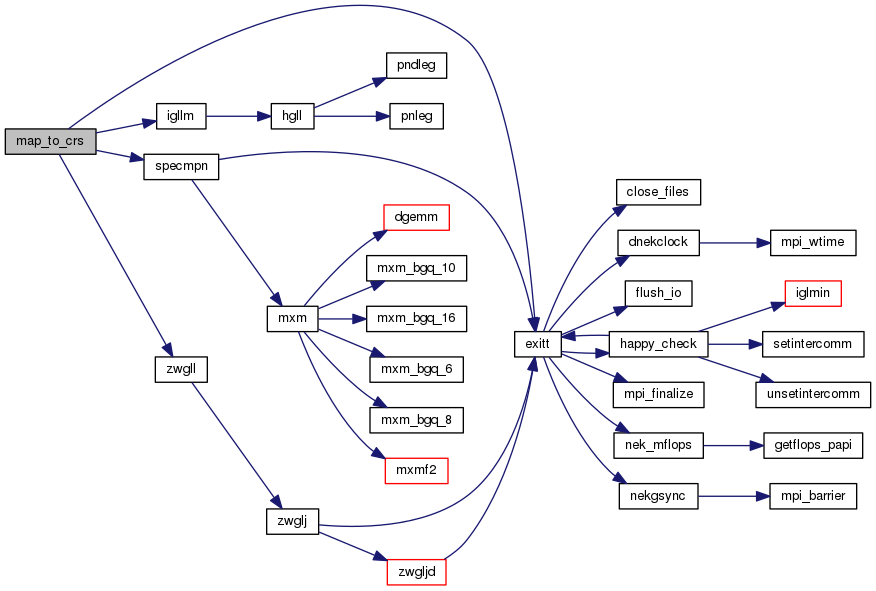 map_to_crs
igllm
hgll
pndleg
pnleg
specmpn
mxm
dgemm
mxm_bgq_10
mxm_bgq_16
mxm_bgq_6
mxm_bgq_8
mxmf2
zwgll
zwglj
zwgljd
exitt
close_files
dnekclock
mpi_wtime
flush_io
happy_check
iglmin
setintercomm
unsetintercomm
mpi_finalize
nek_mflops
getflops_papi
nekgsync
mpi_barrier